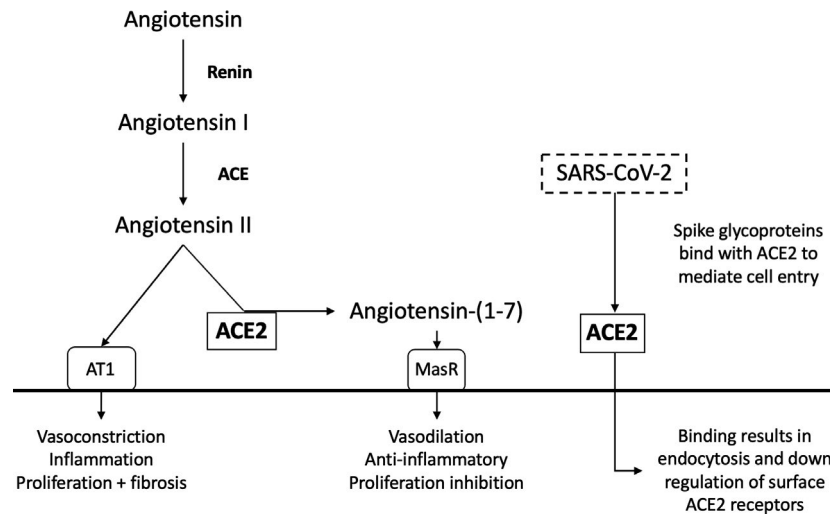 Angiotensin
Renin
Angiotensin I
ACE
Angiotensin II
ACE2
Angiotensin-(1-7)
AT1
MasR
Vasoconstriction
Inflammation
Proliferation + fibrosis
Vasodilation
Anti-inflammatory
Proliferation inhibition
SARS-CoV-2
Spike glycoproteins
bind with ACE2 to
mediate cell entry
ACE2
Binding results in
endocytosis and down
regulation of surface
ACE2 receptors